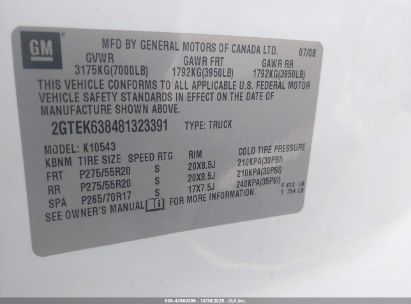 GM
MFD BY GENERAL MOTORS OF CANADA LTD. 07/08
GVWR GAWR FRT GAWR RR
3175KG(7000LB) 1792KG(3950LB) 1792KG(3950LB)
THIS VEHICLE CONFORMS TO ALL APPLICABLE U.S. FEDERAL MOTOR
VEHICLE SAFETY STANDARDS IN EFFECT ON THE DATE OF
MANUFACTURE SHOWN ABOVE.
2GTEK638481323391 TYPE: TRUCK
MODEL: K10543
KBNM TIRE SIZE SPEED RTG RIM COLD TIRE PRESSURE
FRT P275/55R20 S 20X8.5J 210KPA(30PSI)
RR P275/55R20 S 20X8.5J 210KPA(30PSI)
SPA P265/70R17 S 17X7.5J 240KPA(35PSI)
SEE OWNER'S MANUAL FOR MORE INFORMATION.